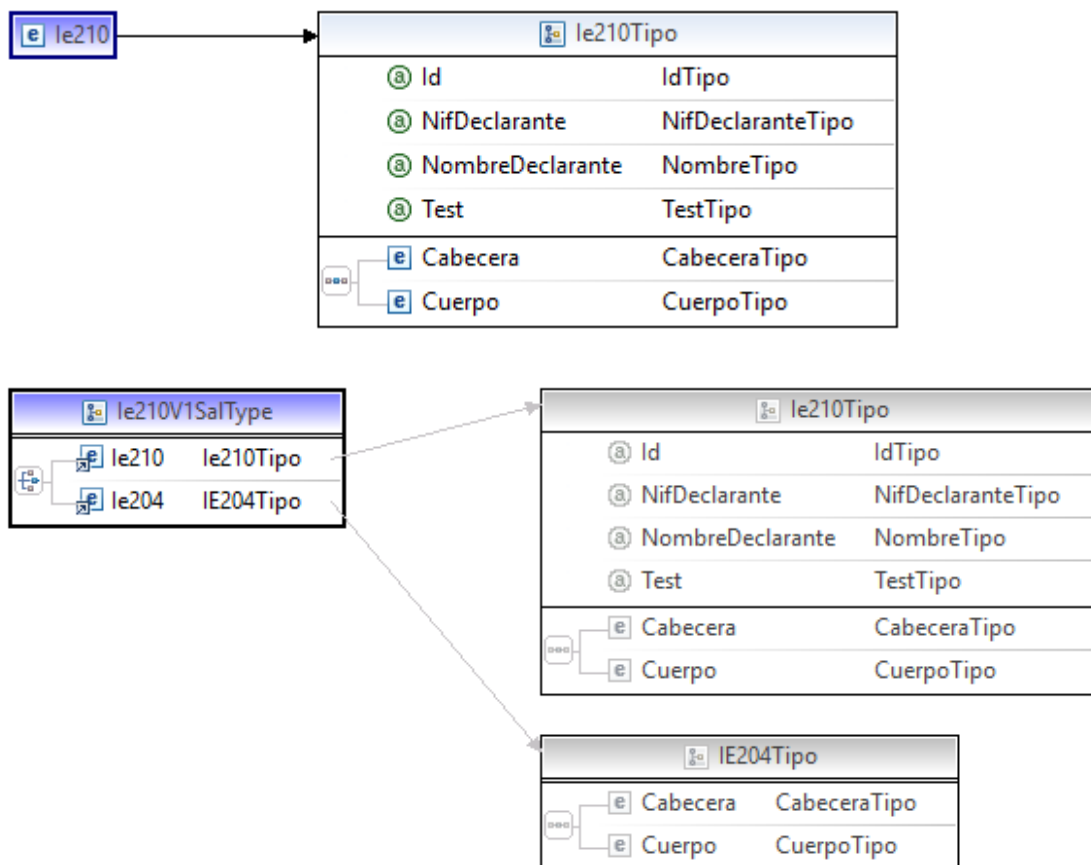 e Ie210
Ie210Tipo
a Id IdTipo
a NifDeclarante NifDeclaranteTipo
a NombreDeclarante NombreTipo
a Test TestTipo
e Cabecera CabeceraTipo
e Cuerpo CuerpoTipo
Ie210V1SalType
e Ie210 Ie210Tipo
e Ie204 IE204Tipo
Ie210Tipo
a Id IdTipo
a NifDeclarante NifDeclaranteTipo
a NombreDeclarante NombreTipo
a Test TestTipo
e Cabecera CabeceraTipo
e Cuerpo CuerpoTipo
IE204Tipo
e Cabecera CabeceraTipo
e Cuerpo CuerpoTipo